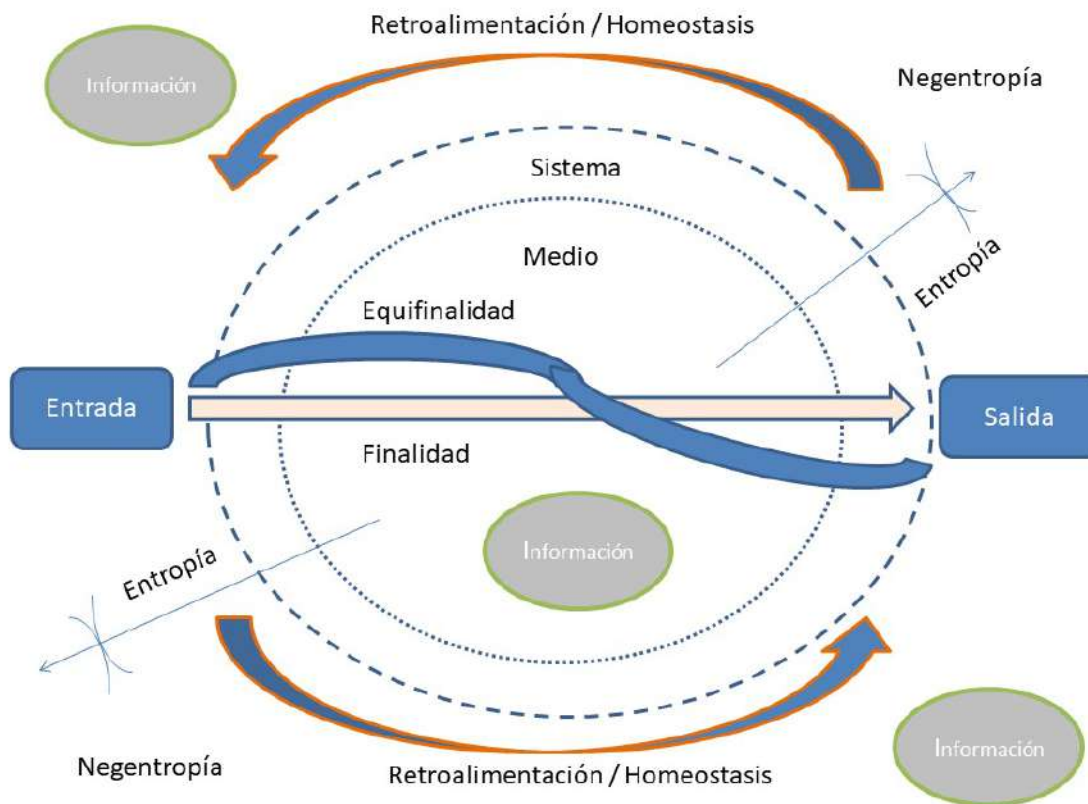 Retroalimentación / Homeostasis
Información
Negentropía
Sistema
Medio
Entropía
Equifinalidad
Entrada
Salida
Finalidad
Información
Entropía
Información
Negentropía
Retroalimentación / Homeostasis